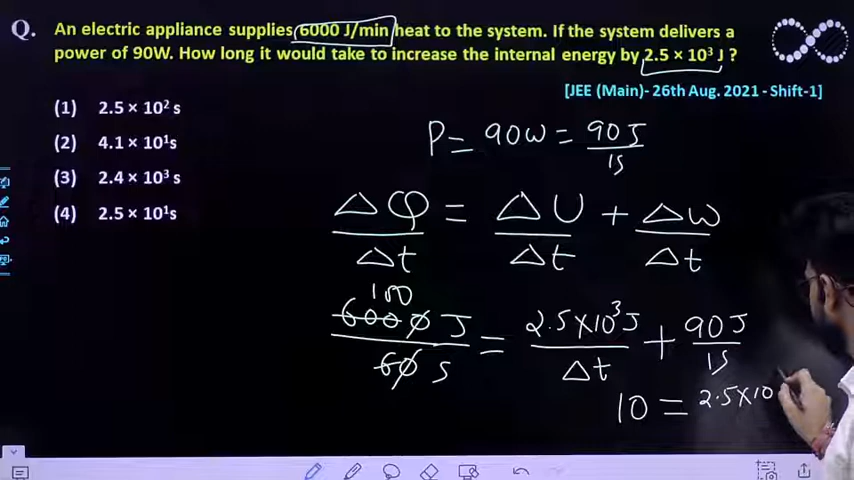 Q. An electric appliance supplies 6000 J/min heat to the system. If the system delivers a
power of 90W. How long it would take to increase the internal energy by 2.5 × 10³ J ?
[JEE (Main)- 26th Aug. 2021 - Shift-1]
(1) 2.5 × 10² s
(2) 4.1 × 10¹s
(3) 2.4 × 10³ s
(4) 2.5 × 10¹s
P = 90W = 90J / 1s
ΔQ / Δt = ΔU / Δt + Δw / Δt
100
6000 J / 60 s = 2.5×10³J / Δt + 90J / 1s
10 = 2.5×10